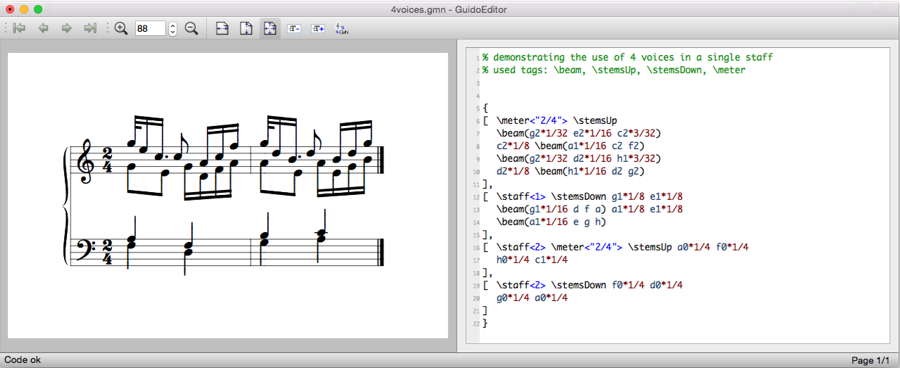 4voices.gmn - GuidoEditor
88
1 % demonstrating the use of 4 voices in a single staff
2 % used tags: \beam, \stemsUp, \stemsDown, \meter
3
4
5 {
6 [ \meter<"2/4"> \stemsUp
7 \beam(g2*1/32 e2*1/16 c2*3/32)
8 c2*1/8 \beam(a1*1/16 c2 f2)
9 \beam(g2*1/32 d2*1/16 h1*3/32)
10 d2*1/8 \beam(h1*1/16 d2 g2)
11 ],
12 [ \staff<1> \stemsDown g1*1/8 e1*1/8
13 \beam(g1*1/16 d f a) a1*1/8 e1*1/8
14 \beam(a1*1/16 e g h)
15 ],
16 [ \staff<2> \meter<"2/4"> \stemsUp a0*1/4 f0*1/4
17 h0*1/4 c1*1/4
18 ],
19 [ \staff<2> \stemsDown f0*1/4 d0*1/4
20 g0*1/4 a0*1/4
21 ]
22 }
2
4
2
4
Code ok
Page 1/1